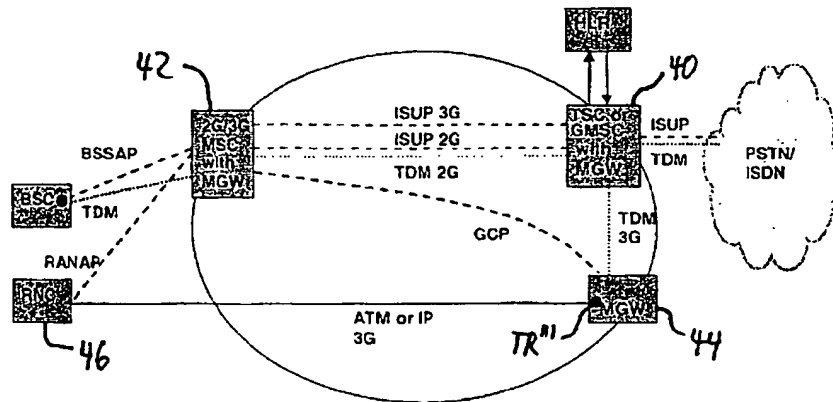 HLR
42
40
2G/3G
MSC
with
MGW
ISUP 3G
ISUP 2G
TDM 2G
TSC or
GMSC
with
MGW
ISUP
TDM
PSTN/
ISDN
BSSAP
BSC
TDM
GCP
TDM
3G
RANAP
RNC
ATM or IP
3G
MGW
TR"'
44
46